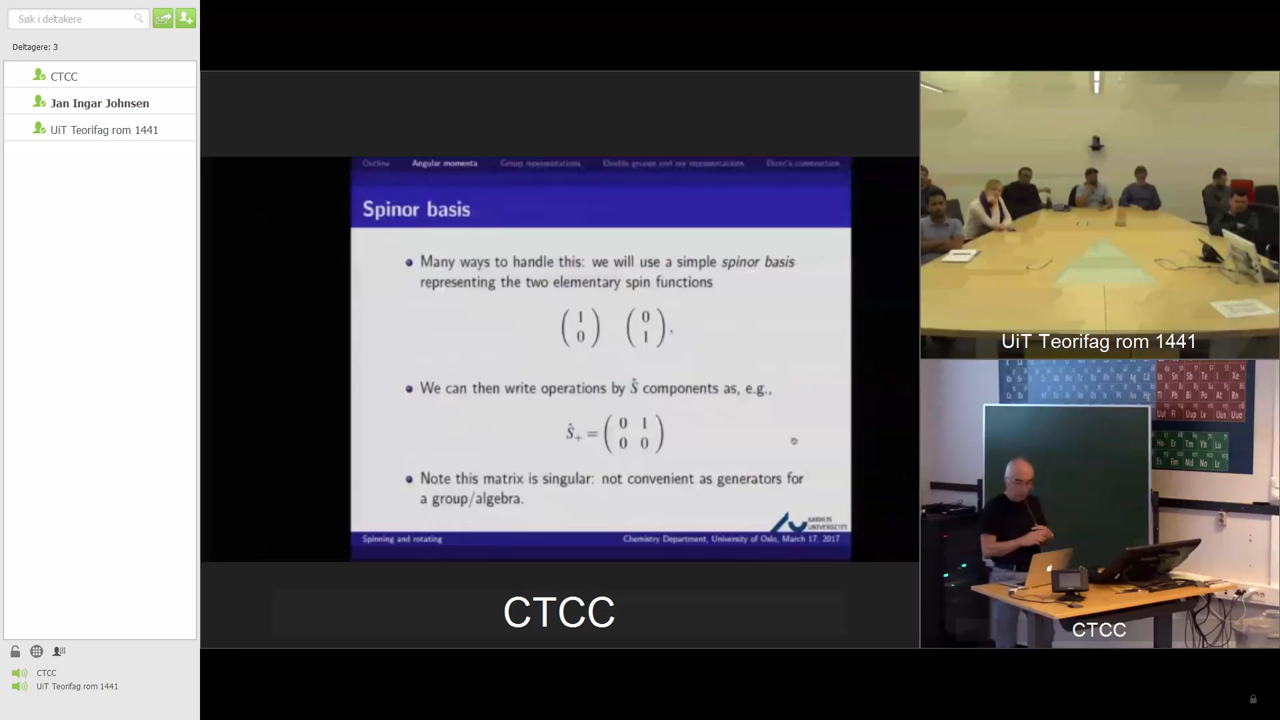 Søk i deltakere
Deltagere: 3
CTCC
Jan Ingar Johnsen
UiT Teorifag rom 1441
CTCC
UiT Teorifag rom 1441
Outline Angular momenta Group representations Double groups and ray representations Dirac's construction
Spinor basis
Many ways to handle this: we will use a simple spinor basis
representing the two elementary spin functions
( 1 0 ) ( 0 1 ) ,
We can then write operations by Ŝ components as, e.g.,
Ŝ₊ = ( 0 1 0 0 )
Note this matrix is singular: not convenient as generators for
a group/algebra.
AARHUS
UNIVERSITET
Spinning and rotating Chemistry Department, University of Oslo, March 17, 2017
CTCC
UiT Teorifag rom 1441
CTCC